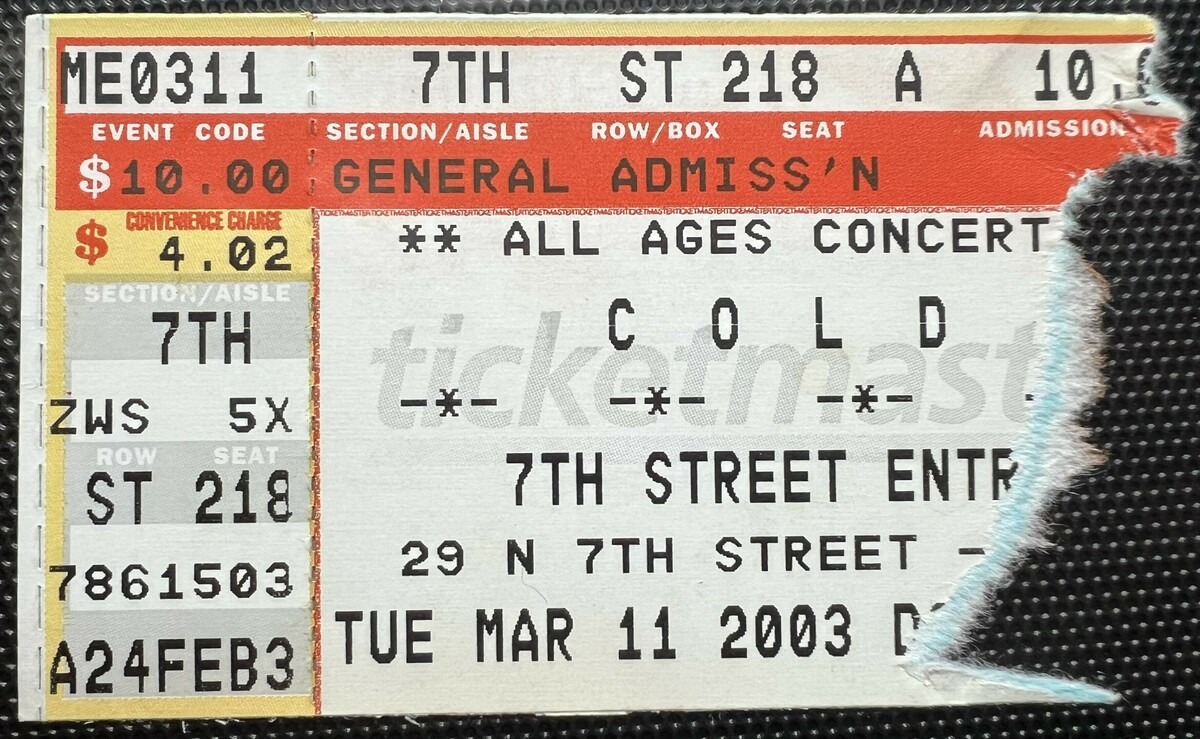 ME0311 7TH ST 218 A 10.
EVENT CODE SECTION/AISLE ROW/BOX SEAT ADMISSION
$10.00 GENERAL ADMISS'N
CONVENIENCE CHARGE
$ 4.02
SECTION/AISLE
7TH
ZWS 5X
ROW SEAT
ST 218
7861503
A24FEB3
TICKETMASTERTICKETMASTERTICKETMASTERTICKETMASTERTICKETMASTER
** ALL AGES CONCERT
C O L D
ticketmast
-*- -*- -*- -
7TH STREET ENTR
29 N 7TH STREET -
TUE MAR 11 2003 D